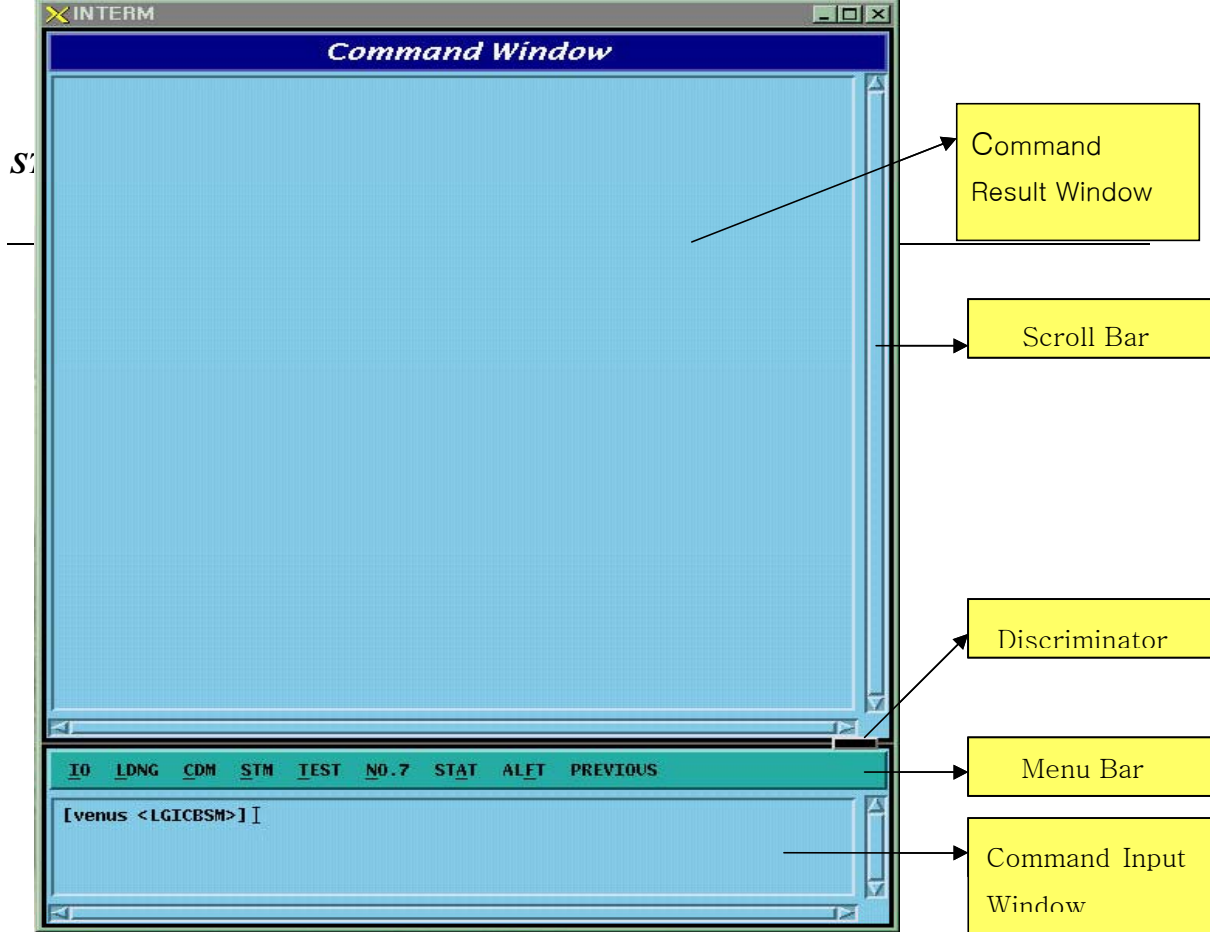 INTERM
Command Window
Command
Result Window
Scroll Bar
Discriminator
IO LDNG CDM STM TEST NO.7 STAT ALFT PREVIOUS
Menu Bar
[venus <LGICBSM>]
Command Input
Window